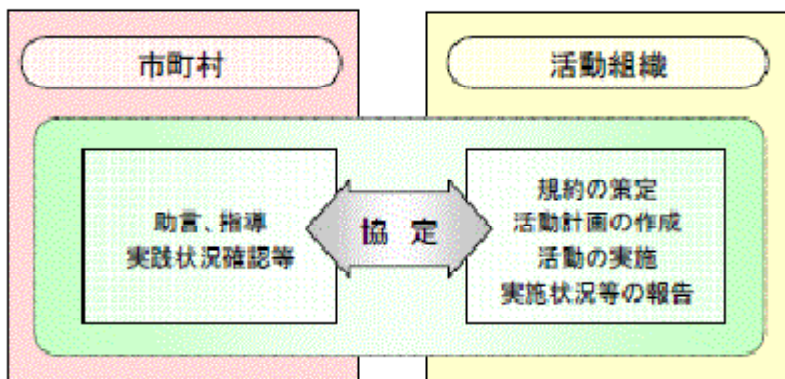 市町村
活動組織
助言、指導
実践状況確認等
協 定
規約の策定
活動計画の作成
活動の実施
実施状況等の報告